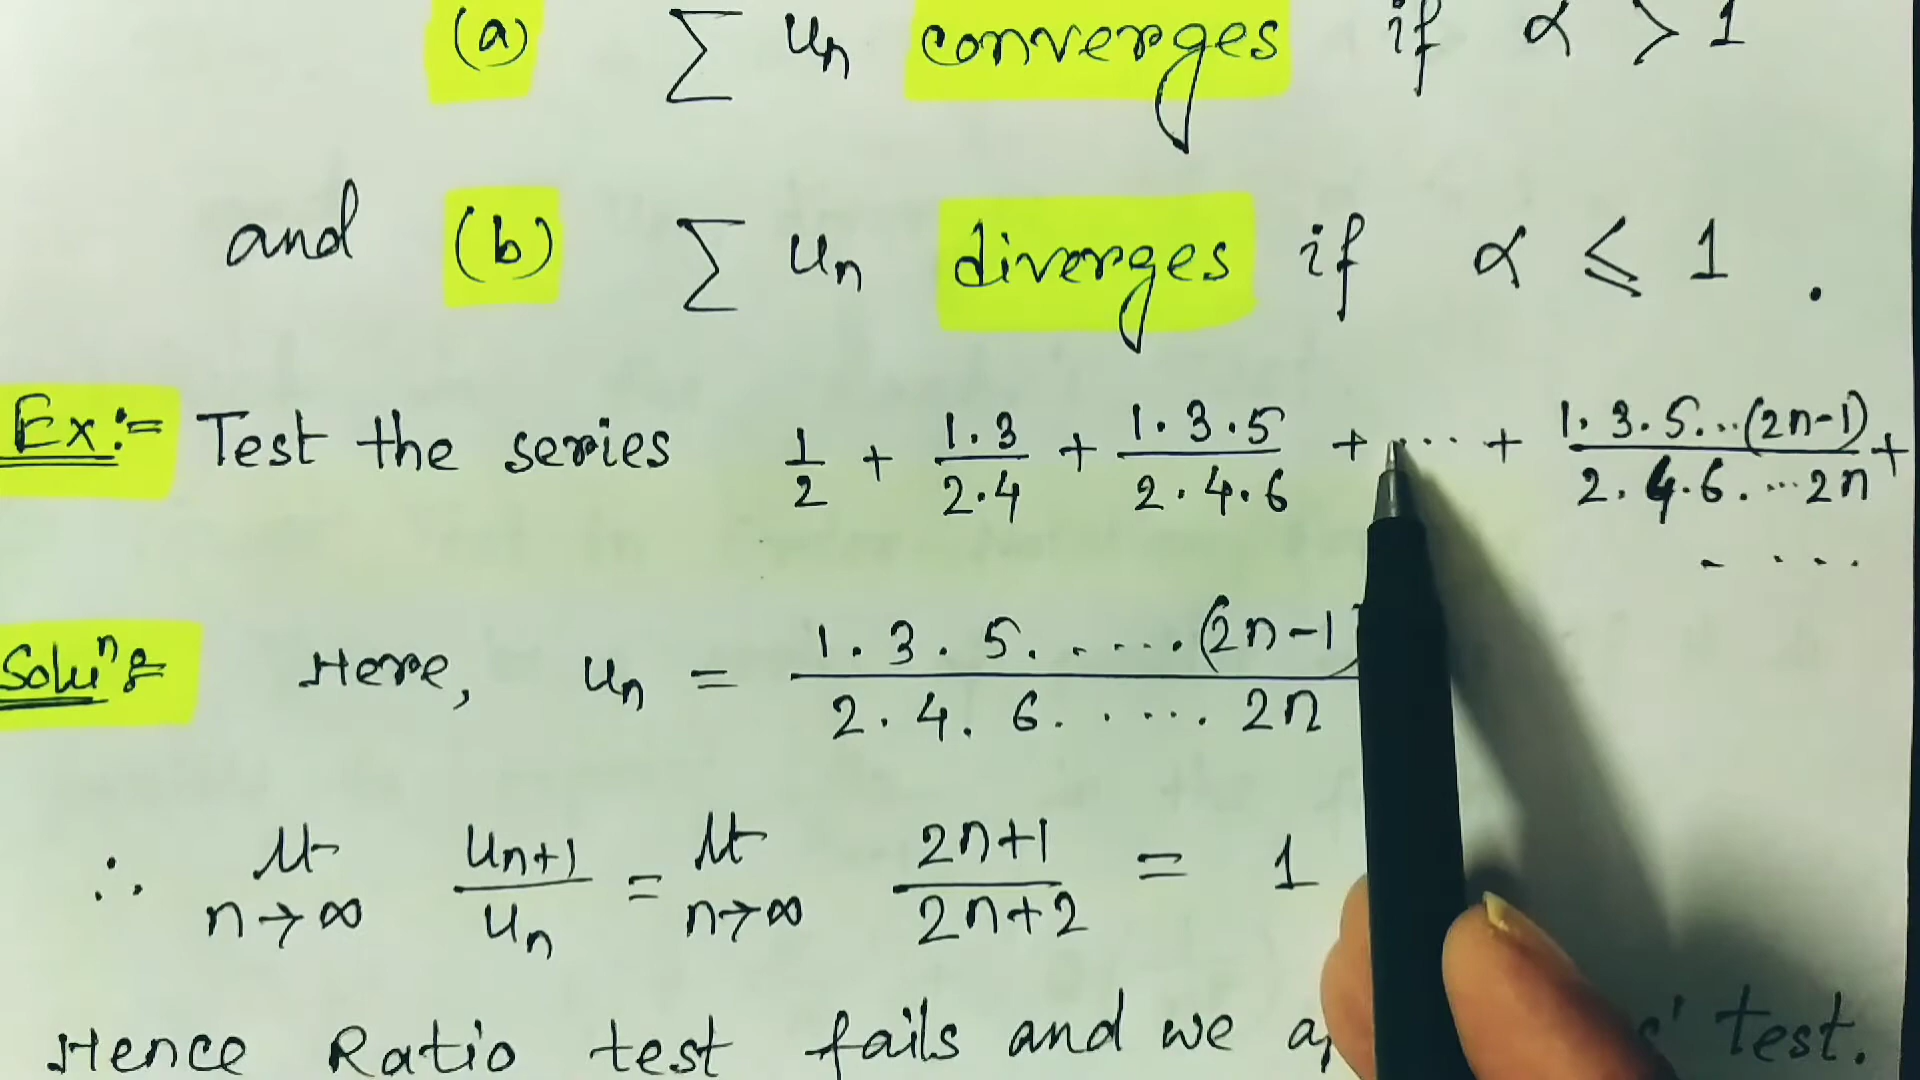 (a) ∑ un converges if α > 1
and (b) ∑ un diverges if α ≤ 1 .
Ex:- Test the series 1/2 + 1.3/2.4 + 1.3.5/2.4.6 + ... + 1.3.5...(2n-1)/2.4.6....2n +
. . . .
Soluⁿ: Here, un = 1.3.5.....(2n-1)/2.4.6.....2n
∴ Lt n→∞ un+1/un = Lt n→∞ 2n+1/2n+2 = 1
Hence Ratio test fails and we test.